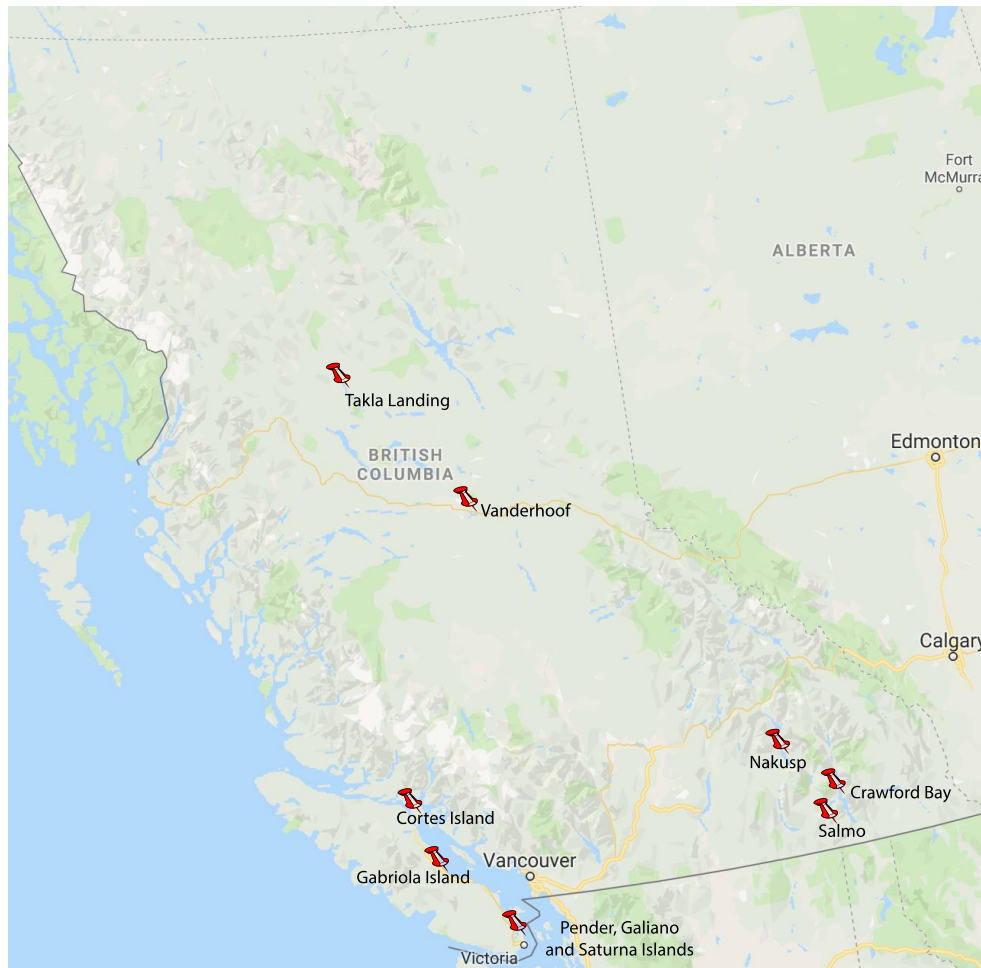 Fort
McMurra
ALBERTA
Takla Landing
Edmonton
BRITISH
COLUMBIA
Vanderhoof
Calgary
Nakusp
Crawford Bay
Cortes Island
Salmo
Vancouver
Gabriola Island
Pender, Galiano
and Saturna Islands
Victoria